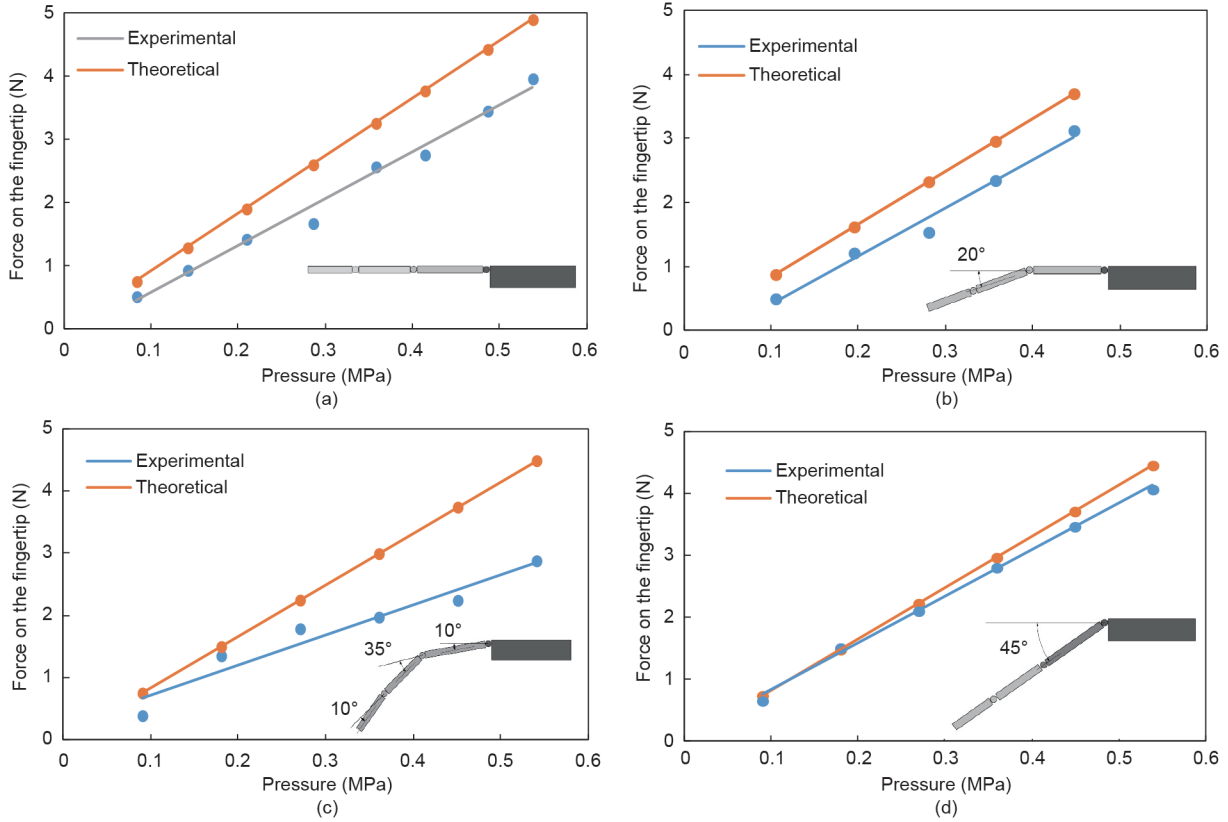 5
4
3
2
1
0
Force on the fingertip (N)
Experimental
Theoretical
0 0.1 0.2 0.3 0.4 0.5 0.6
Pressure (MPa)
(a)
5
4
3
2
1
0
Force on the fingertip (N)
Experimental
Theoretical
20°
0 0.1 0.2 0.3 0.4 0.5 0.6
Pressure (MPa)
(b)
5
4
3
2
1
0
Force on the fingertip (N)
Experimental
Theoretical
10°
35°
10°
0 0.1 0.2 0.3 0.4 0.5 0.6
Pressure (MPa)
(c)
5
4
3
2
1
0
Force on the fingertip (N)
Experimental
Theoretical
45°
0 0.1 0.2 0.3 0.4 0.5 0.6
Pressure (MPa)
(d)